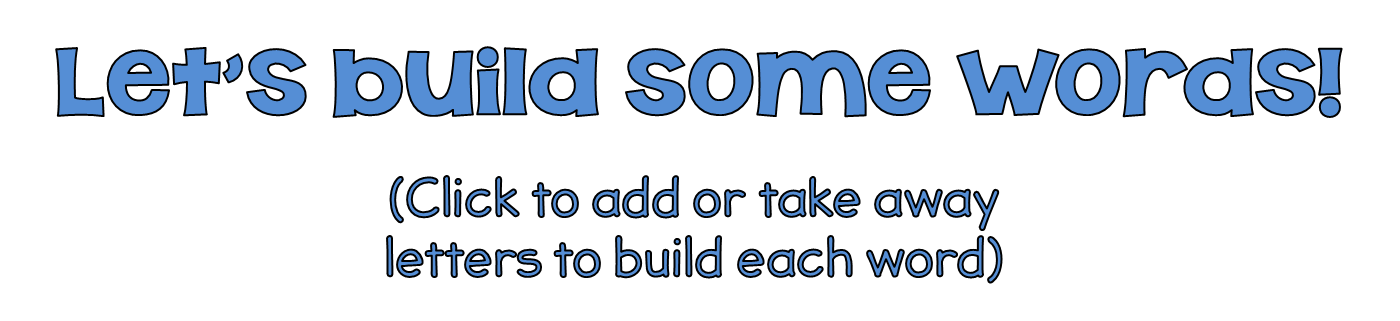 Let's build some words!
(Click to add or take away
letters to build each word)